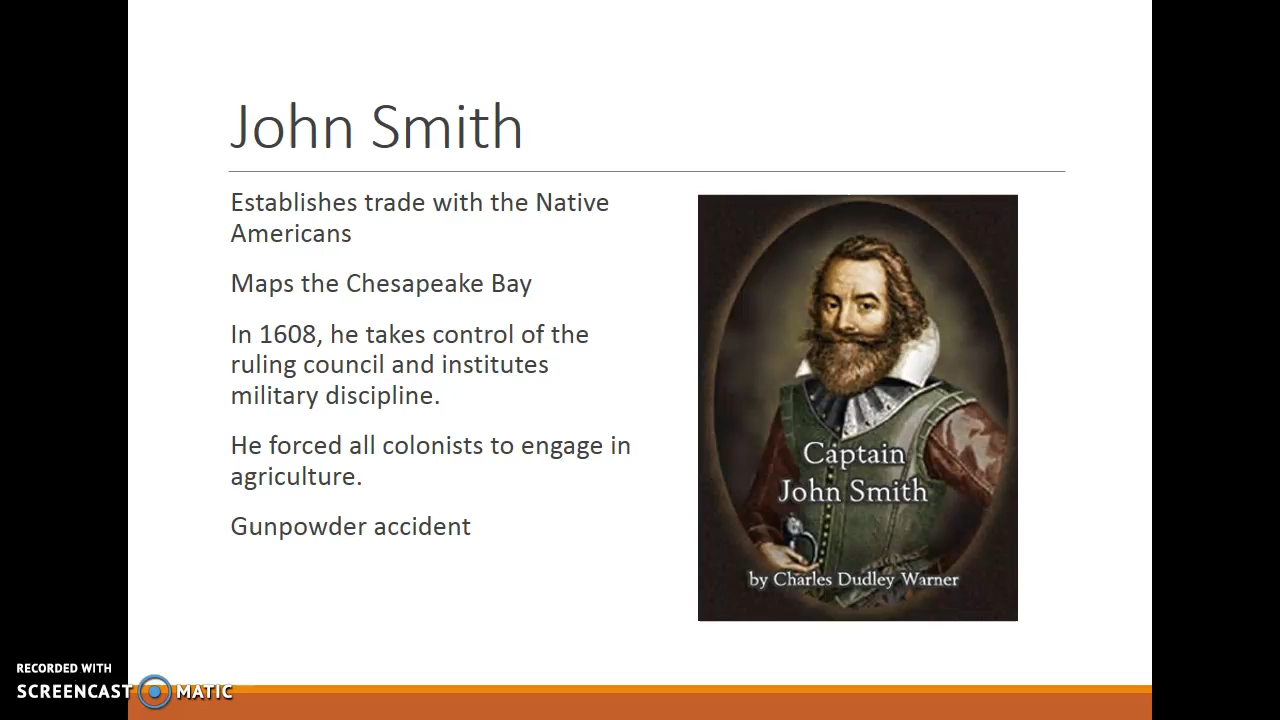 John Smith
Establishes trade with the Native
Americans
Maps the Chesapeake Bay
In 1608, he takes control of the
ruling council and institutes
military discipline.
He forced all colonists to engage in
agriculture.
Gunpowder accident
Captain
John Smith
by Charles Dudley Warner
RECORDED WITH
SCREENCAST MATIC